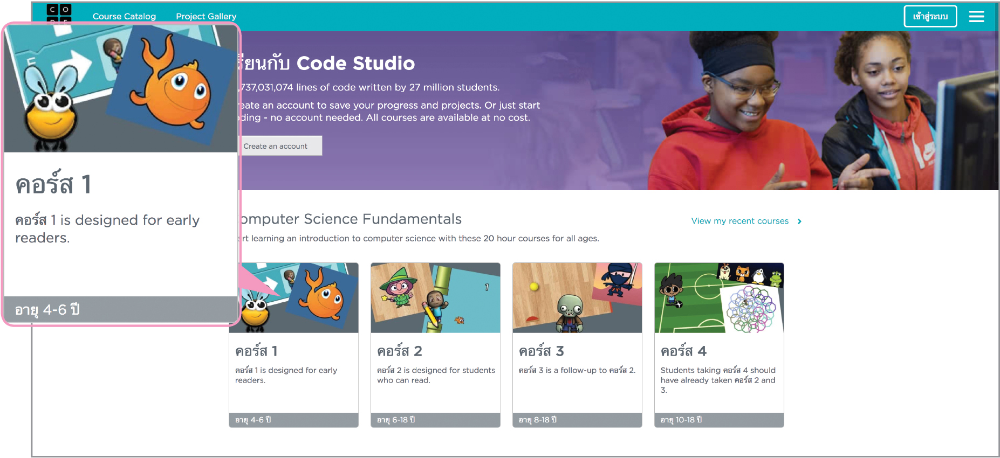 C O
D E
Course Catalog
Project Gallery
เข้าสู่ระบบ
รียนกับ Code Studio
,737,031,074 lines of code written by 27 million students.
eate an account to save your progress and projects. Or just start
ding - no account needed. All courses are available at no cost.
Create an account
คอร์ส 1
คอร์ส 1 is designed for early
readers.
อายุ 4-6 ปี
omputer Science Fundamentals
View my recent courses
rt learning an introduction to computer science with these 20 hour courses for all ages.
คอร์ส 1
คอร์ส 1 is designed for early
readers.
อายุ 4-6 ปี
1
คอร์ส 2
คอร์ส 2 is designed for students
who can read.
อายุ 6-18 ปี
คอร์ส 3
คอร์ส 3 is a follow-up to คอร์ส 2.
อายุ 8-18 ปี
คอร์ส 4
Students taking คอร์ส 4 should
have already taken คอร์ส 2 and
3.
อายุ 10-18 ปี